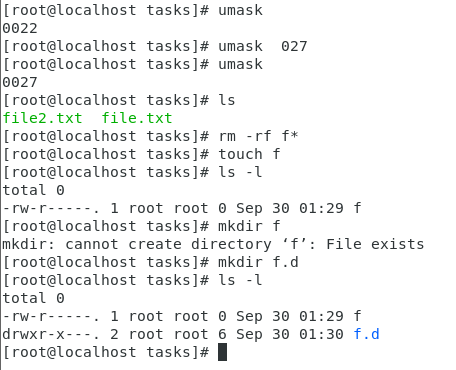 [root@localhost tasks]# umask
0022
[root@localhost tasks]# umask  027
[root@localhost tasks]# umask
0027
[root@localhost tasks]# ls
file2.txt  file.txt
[root@localhost tasks]# rm -rf f*
[root@localhost tasks]# touch f
[root@localhost tasks]# ls -l
total 0
-rw-r-----. 1 root root 0 Sep 30 01:29 f
[root@localhost tasks]# mkdir f
mkdir: cannot create directory ‘f’: File exists
[root@localhost tasks]# mkdir f.d
[root@localhost tasks]# ls -l
total 0
-rw-r-----. 1 root root 0 Sep 30 01:29 f
drwxr-x---. 2 root root 6 Sep 30 01:30 f.d
[root@localhost tasks]#